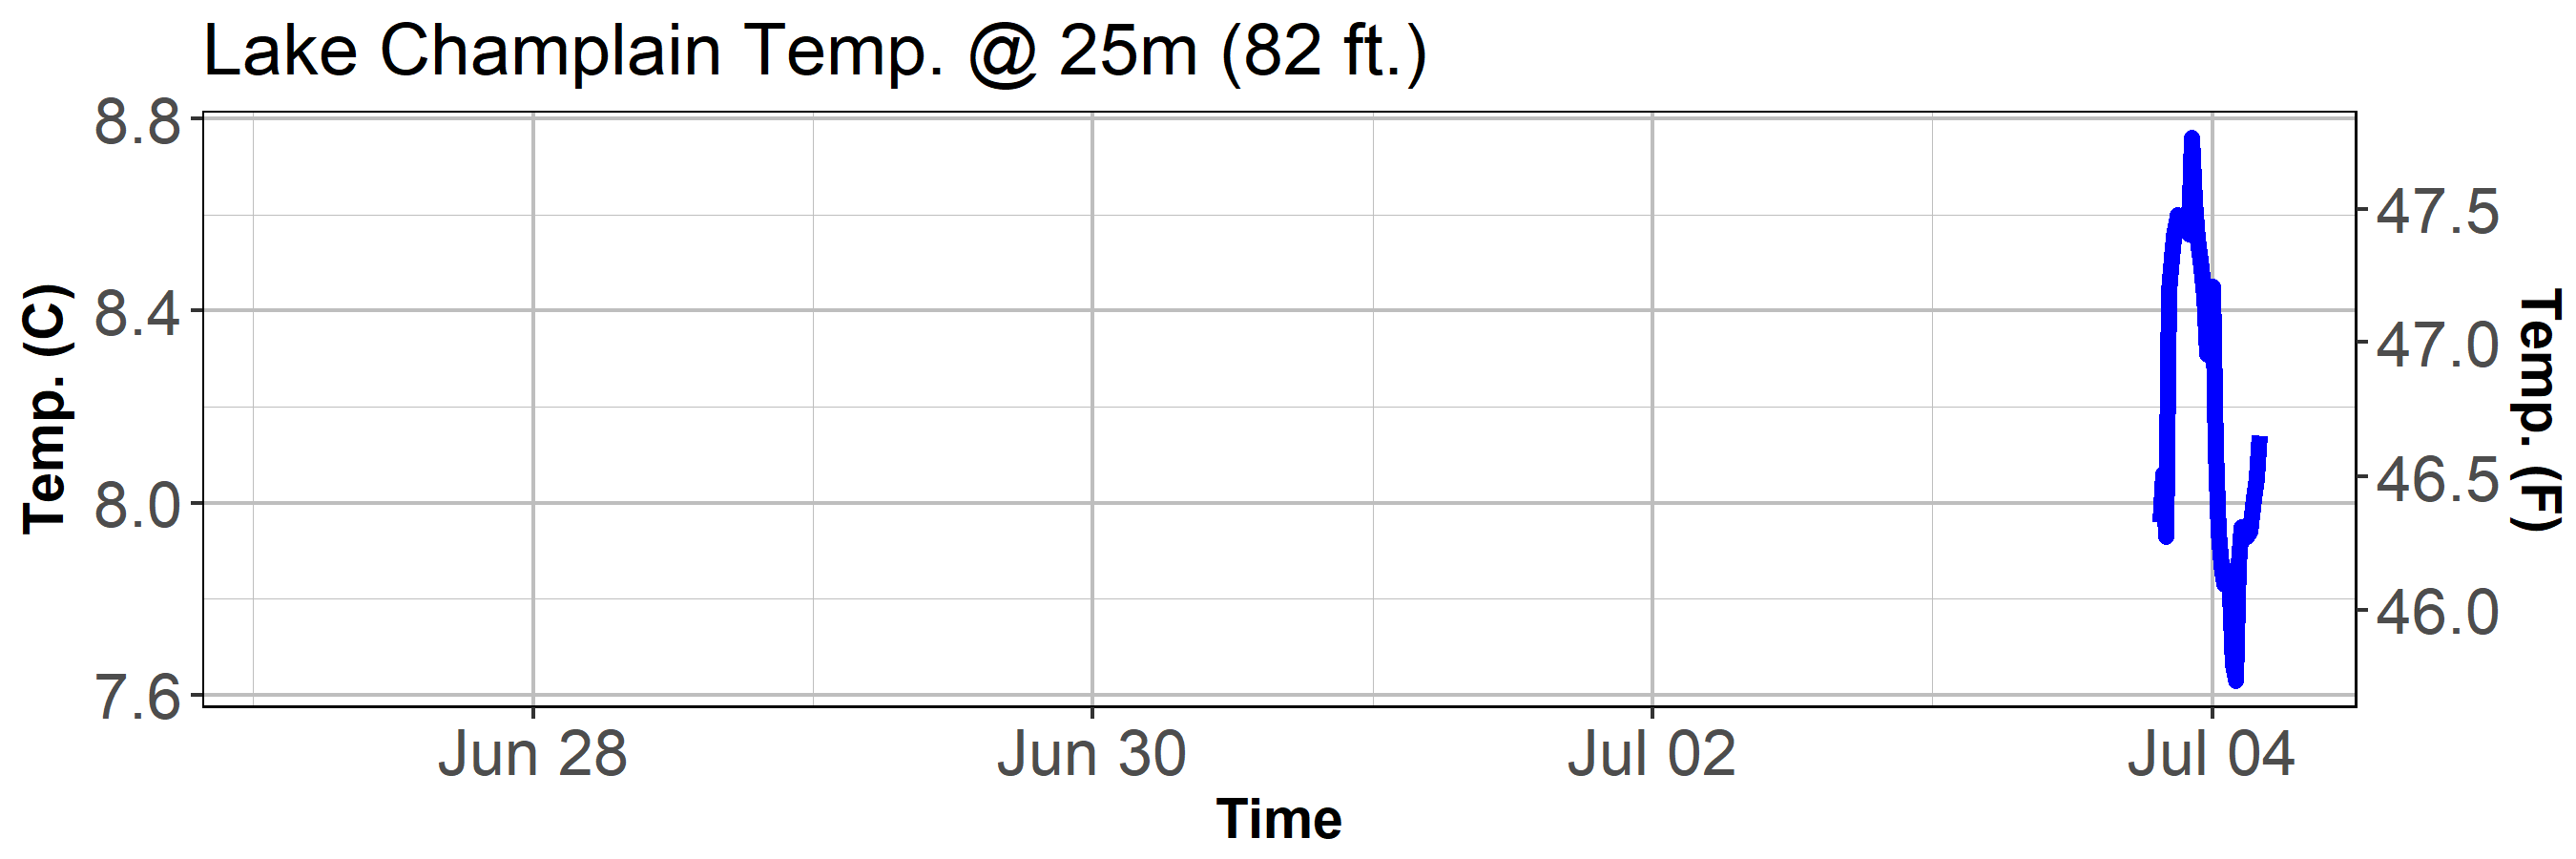 Lake Champlain Temp. @ 25m (82 ft.)
8.8
8.4
8.0
7.6
Temp. (C)
47.5
47.0
46.5
46.0
Temp. (F)
Jun 28 Jun 30 Jul 02 Jul 04
Time